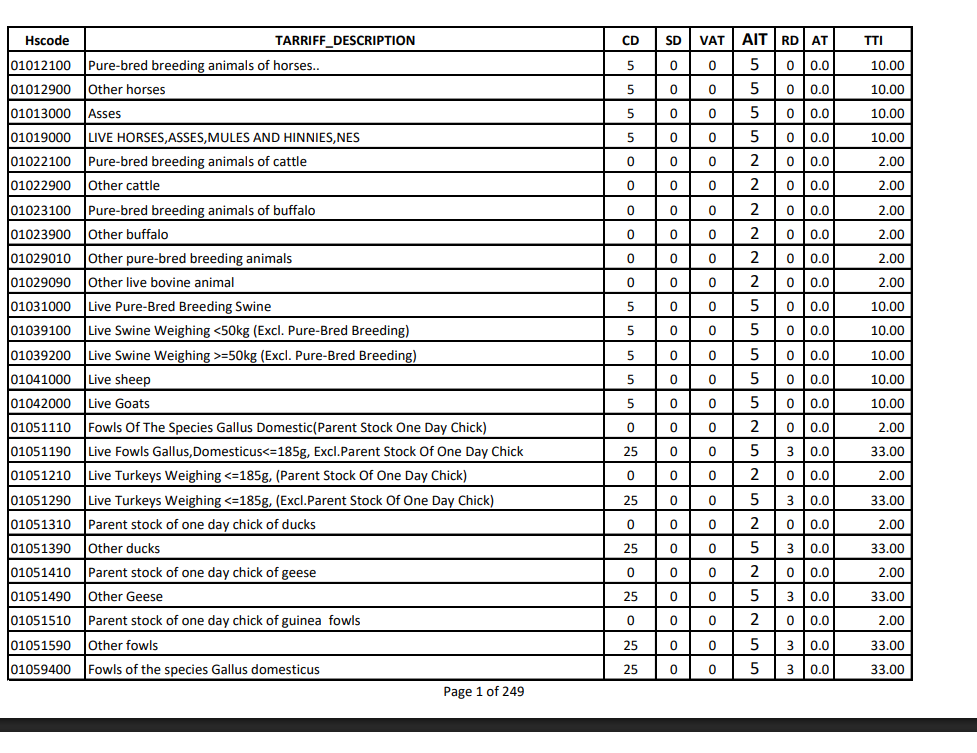 Hscode TARRIFF_DESCRIPTION CD SD VAT AIT RD AT TTI
01012100 Pure-bred breeding animals of horses.. 5 0 0 5 0 0.0 10.00
01012900 Other horses 5 0 0 5 0 0.0 10.00
01013000 Asses 5 0 0 5 0 0.0 10.00
01019000 LIVE HORSES,ASSES,MULES AND HINNIES,NES 5 0 0 5 0 0.0 10.00
01022100 Pure-bred breeding animals of cattle 0 0 0 2 0 0.0 2.00
01022900 Other cattle 0 0 0 2 0 0.0 2.00
01023100 Pure-bred breeding animals of buffalo 0 0 0 2 0 0.0 2.00
01023900 Other buffalo 0 0 0 2 0 0.0 2.00
01029010 Other pure-bred breeding animals 0 0 0 2 0 0.0 2.00
01029090 Other live bovine animal 0 0 0 2 0 0.0 2.00
01031000 Live Pure-Bred Breeding Swine 5 0 0 5 0 0.0 10.00
01039100 Live Swine Weighing <50kg (Excl. Pure-Bred Breeding) 5 0 0 5 0 0.0 10.00
01039200 Live Swine Weighing >=50kg (Excl. Pure-Bred Breeding) 5 0 0 5 0 0.0 10.00
01041000 Live sheep 5 0 0 5 0 0.0 10.00
01042000 Live Goats 5 0 0 5 0 0.0 10.00
01051110 Fowls Of The Species Gallus Domestic(Parent Stock One Day Chick) 0 0 0 2 0 0.0 2.00
01051190 Live Fowls Gallus,Domesticus<=185g, Excl.Parent Stock Of One Day Chick 25 0 0 5 3 0.0 33.00
01051210 Live Turkeys Weighing <=185g, (Parent Stock Of One Day Chick) 0 0 0 2 0 0.0 2.00
01051290 Live Turkeys Weighing <=185g, (Excl.Parent Stock Of One Day Chick) 25 0 0 5 3 0.0 33.00
01051310 Parent stock of one day chick of ducks 0 0 0 2 0 0.0 2.00
01051390 Other ducks 25 0 0 5 3 0.0 33.00
01051410 Parent stock of one day chick of geese 0 0 0 2 0 0.0 2.00
01051490 Other Geese 25 0 0 5 3 0.0 33.00
01051510 Parent stock of one day chick of guinea fowls 0 0 0 2 0 0.0 2.00
01051590 Other fowls 25 0 0 5 3 0.0 33.00
01059400 Fowls of the species Gallus domesticus 25 0 0 5 3 0.0 33.00
Page 1 of 249